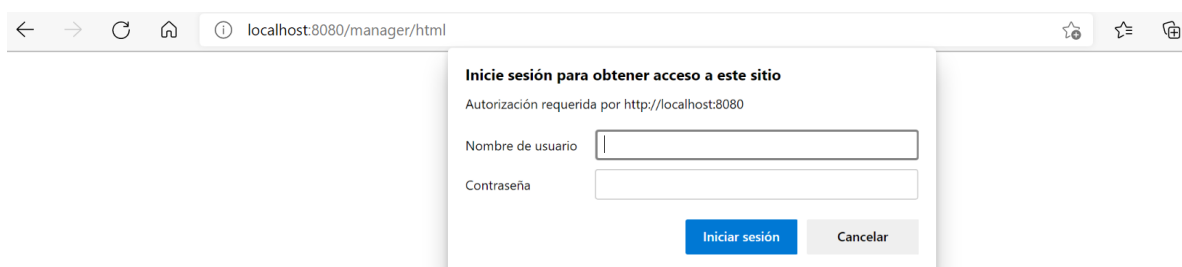 localhost:8080/manager/html
Inicie sesión para obtener acceso a este sitio
Autorización requerida por http://localhost:8080
Nombre de usuario
Contraseña
Iniciar sesión Cancelar